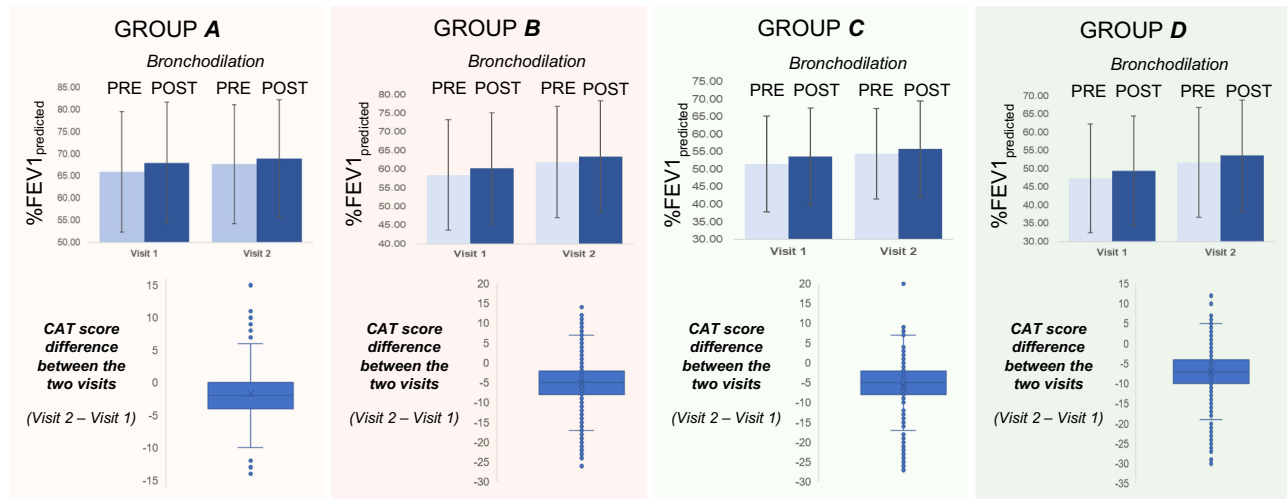 GROUP A
Bronchodilation
PRE POST PRE POST
%FEV1predicted
85.00
80.00
75.00
70.00
65.00
60.00
55.00
50.00
Visit 1 Visit 2
CAT score
difference
between the
two visits
(Visit 2 – Visit 1)
15
10
5
0
-5
-10
-15
GROUP B
Bronchodilation
PRE POST PRE POST
%FEV1predicted
80.00
75.00
70.00
65.00
60.00
55.00
50.00
45.00
40.00
Visit 1 Visit 2
CAT score
difference
between the
two visits
(Visit 2 – Visit 1)
20
15
10
5
0
-5
-10
-15
-20
-25
-30
GROUP C
Bronchodilation
PRE POST PRE POST
%FEV1predicted
75.00
70.00
65.00
60.00
55.00
50.00
45.00
40.00
35.00
30.00
Visit 1 Visit 2
CAT score
difference
between the
two visits
(Visit 2 – Visit 1)
20
15
10
5
0
-5
-10
-15
-20
-25
-30
GROUP D
Bronchodilation
PRE POST PRE POST
%FEV1predicted
70.00
65.00
60.00
55.00
50.00
45.00
40.00
35.00
30.00
Visit 1 Visit 2
CAT score
difference
between the
two visits
(Visit 2 – Visit 1)
15
10
5
0
-5
-10
-15
-20
-25
-30
-35